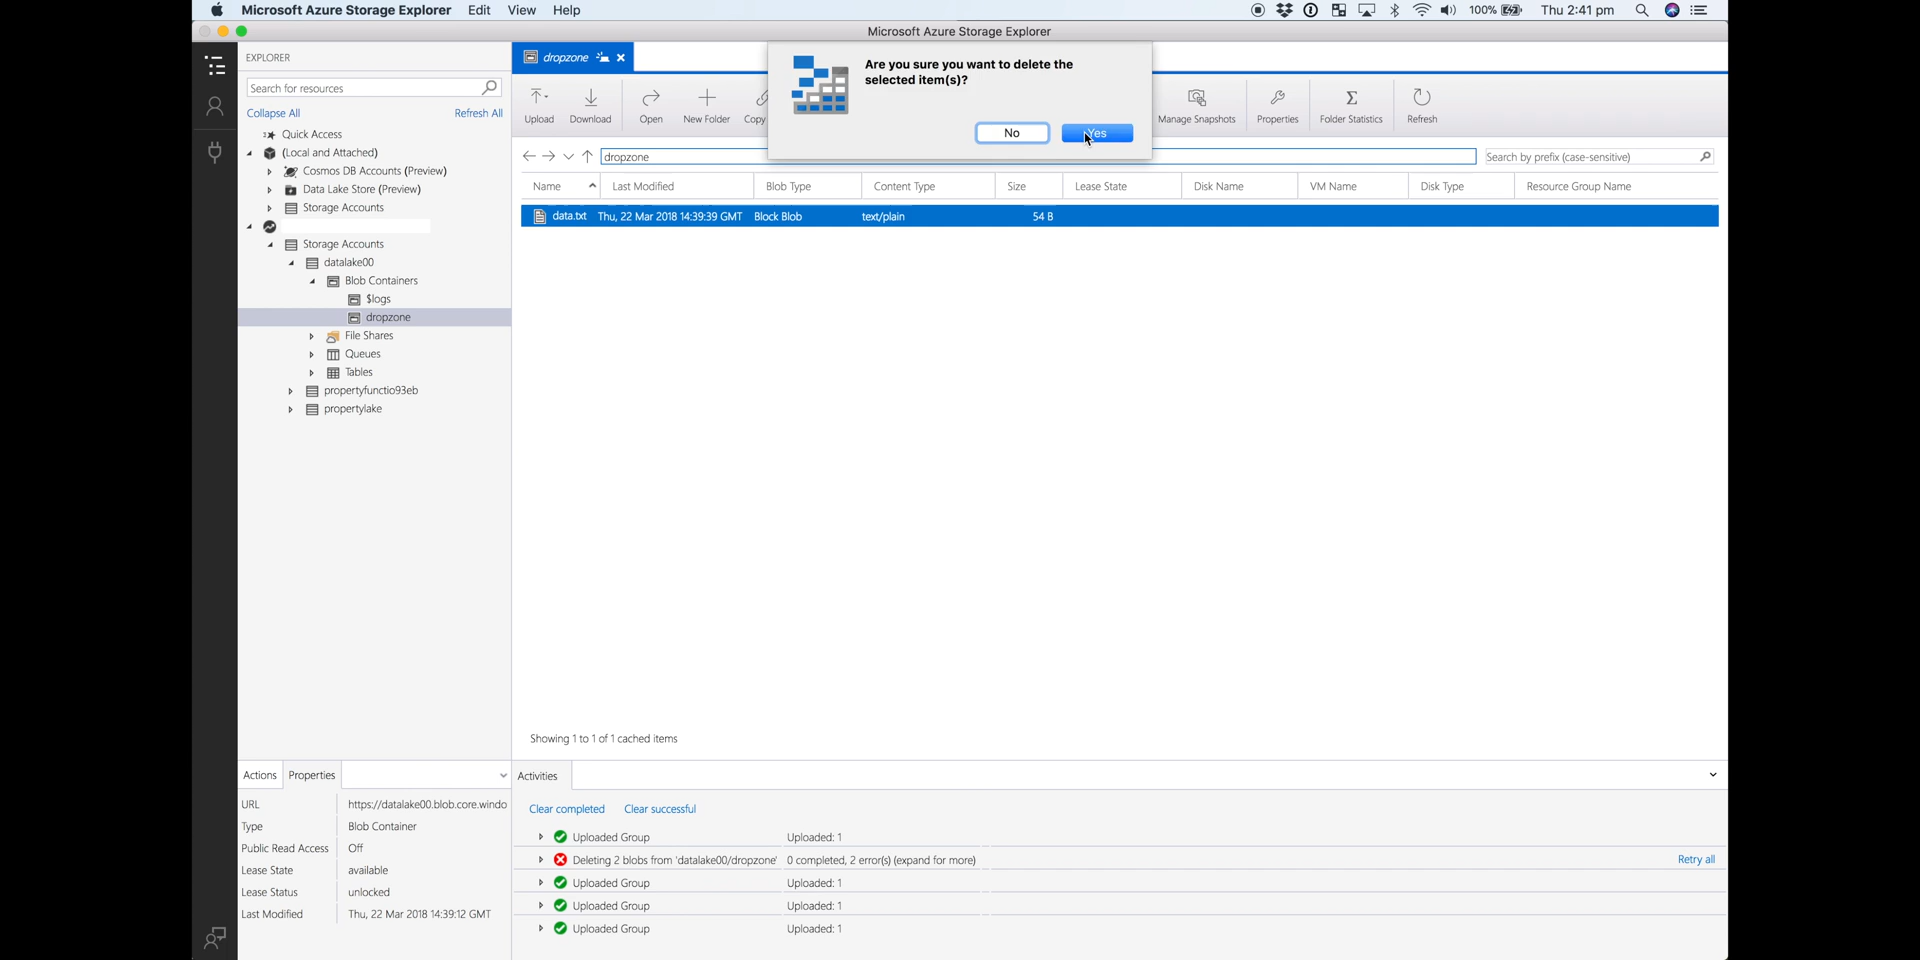 Microsoft Azure Storage Explorer Edit View Help 100% Thu 2:41 pm
Microsoft Azure Storage Explorer
EXPLORER
Search for resources
Collapse All Refresh All
Quick Access
(Local and Attached)
Cosmos DB Accounts (Preview)
Data Lake Store (Preview)
Storage Accounts
Storage Accounts
datalake00
Blob Containers
$logs
dropzone
File Shares
Queues
Tables
propertyfunctio93eb
propertylake
dropzone
Are you sure you want to delete the
selected item(s)?
No Yes
Upload Download Open New Folder Copy Manage Snapshots Properties Folder Statistics Refresh
dropzone Search by prefix (case-sensitive)
Name Last Modified Blob Type Content Type Size Lease State Disk Name VM Name Disk Type Resource Group Name
data.txt Thu, 22 Mar 2018 14:39:39 GMT Block Blob text/plain 54 B
Showing 1 to 1 of 1 cached items
Actions Properties
URL https://datalake00.blob.core.windo
Type Blob Container
Public Read Access Off
Lease State available
Lease Status unlocked
Last Modified Thu, 22 Mar 2018 14:39:12 GMT
Activities
Clear completed Clear successful
Uploaded Group Uploaded: 1
Deleting 2 blobs from 'datalake00/dropzone' 0 completed, 2 error(s) (expand for more) Retry all
Uploaded Group Uploaded: 1
Uploaded Group Uploaded: 1
Uploaded Group Uploaded: 1